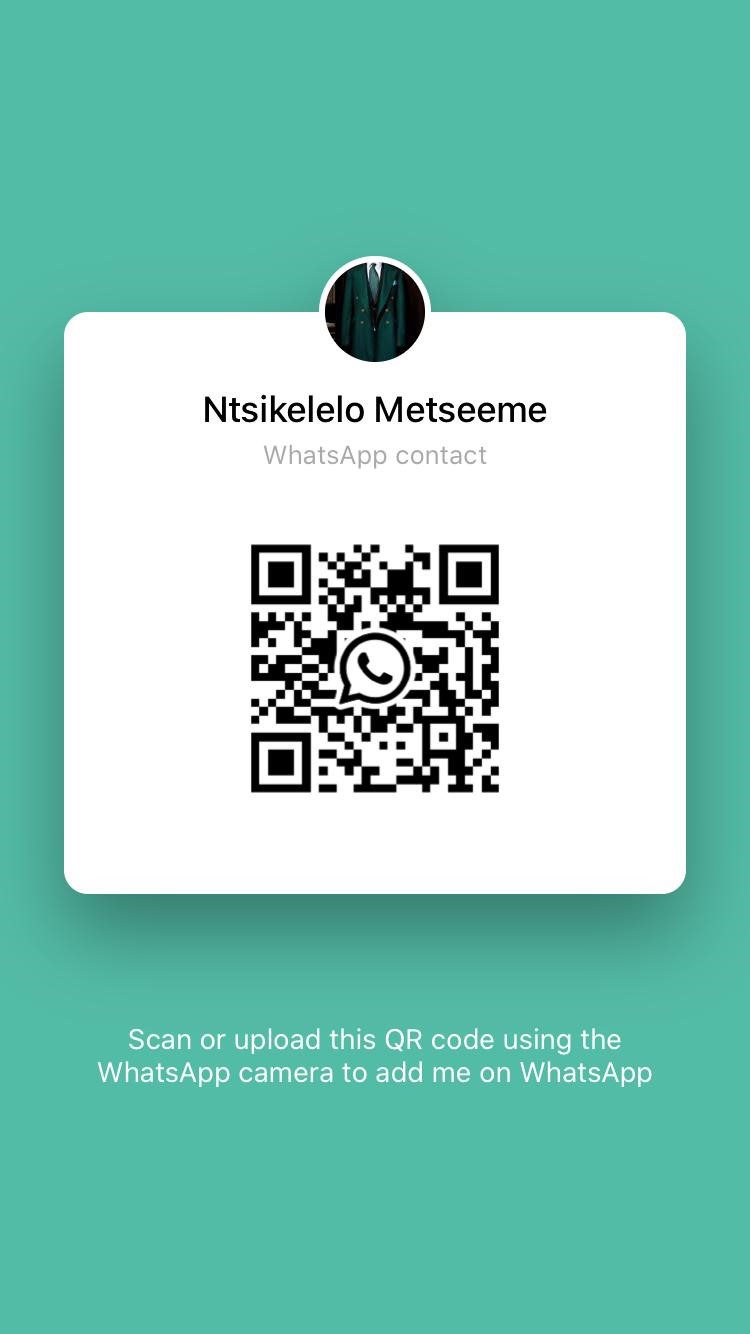 Ntsikelelo Metseeme
WhatsApp contact
Scan or upload this QR code using the
WhatsApp camera to add me on WhatsApp